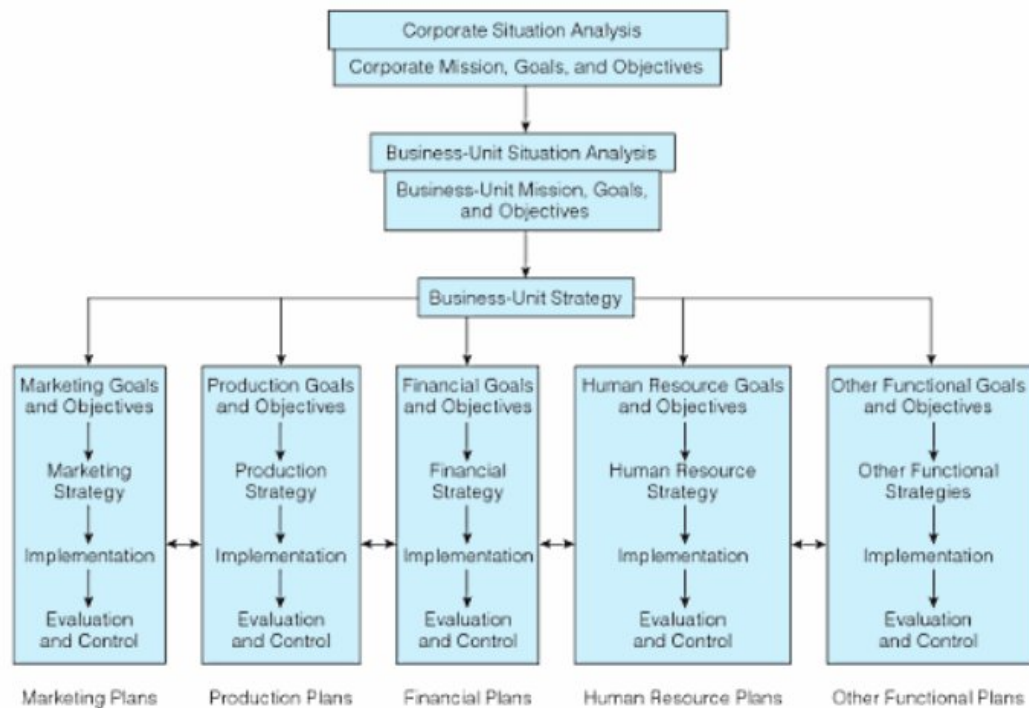 Corporate Situation Analysis
Corporate Mission, Goals, and Objectives
Business-Unit Situation Analysis
Business-Unit Mission, Goals,
and Objectives
Business-Unit Strategy
Marketing Goals
and Objectives
Marketing
Strategy
Implementation
Evaluation
and Control
Marketing Plans
Production Goals
and Objectives
Production
Strategy
Implementation
Evaluation
and Control
Production Plans
Financial Goals
and Objectives
Financial
Strategy
Implementation
Evaluation
and Control
Financial Plans
Human Resource Goals
and Objectives
Human Resource
Strategy
Implementation
Evaluation
and Control
Human Resource Plans
Other Functional Goals
and Objectives
Other Functional
Strategies
Implementation
Evaluation
and Control
Other Functional Plans